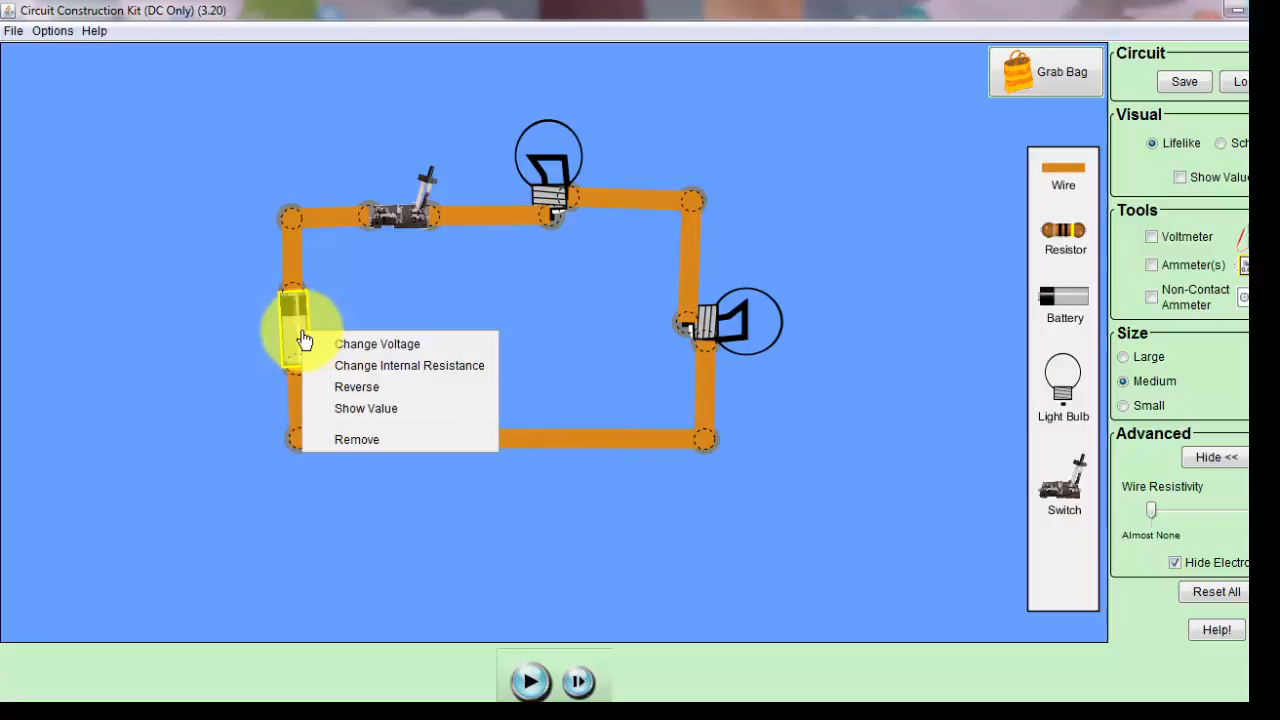 Circuit Construction Kit (DC Only) (3.20)
File Options Help
Grab Bag
Wire
Resistor
Battery
Light Bulb
Switch
Change Voltage
Change Internal Resistance
Reverse
Show Value
Remove
Circuit
Save Lo
Visual
Lifelike Sch
Show Valu
Tools
Voltmeter
Ammeter(s)
Non-Contact
Ammeter
Size
Large
Medium
Small
Advanced
Hide <<
Wire Resistivity
Almost None
Hide Electro
Reset All
Help!